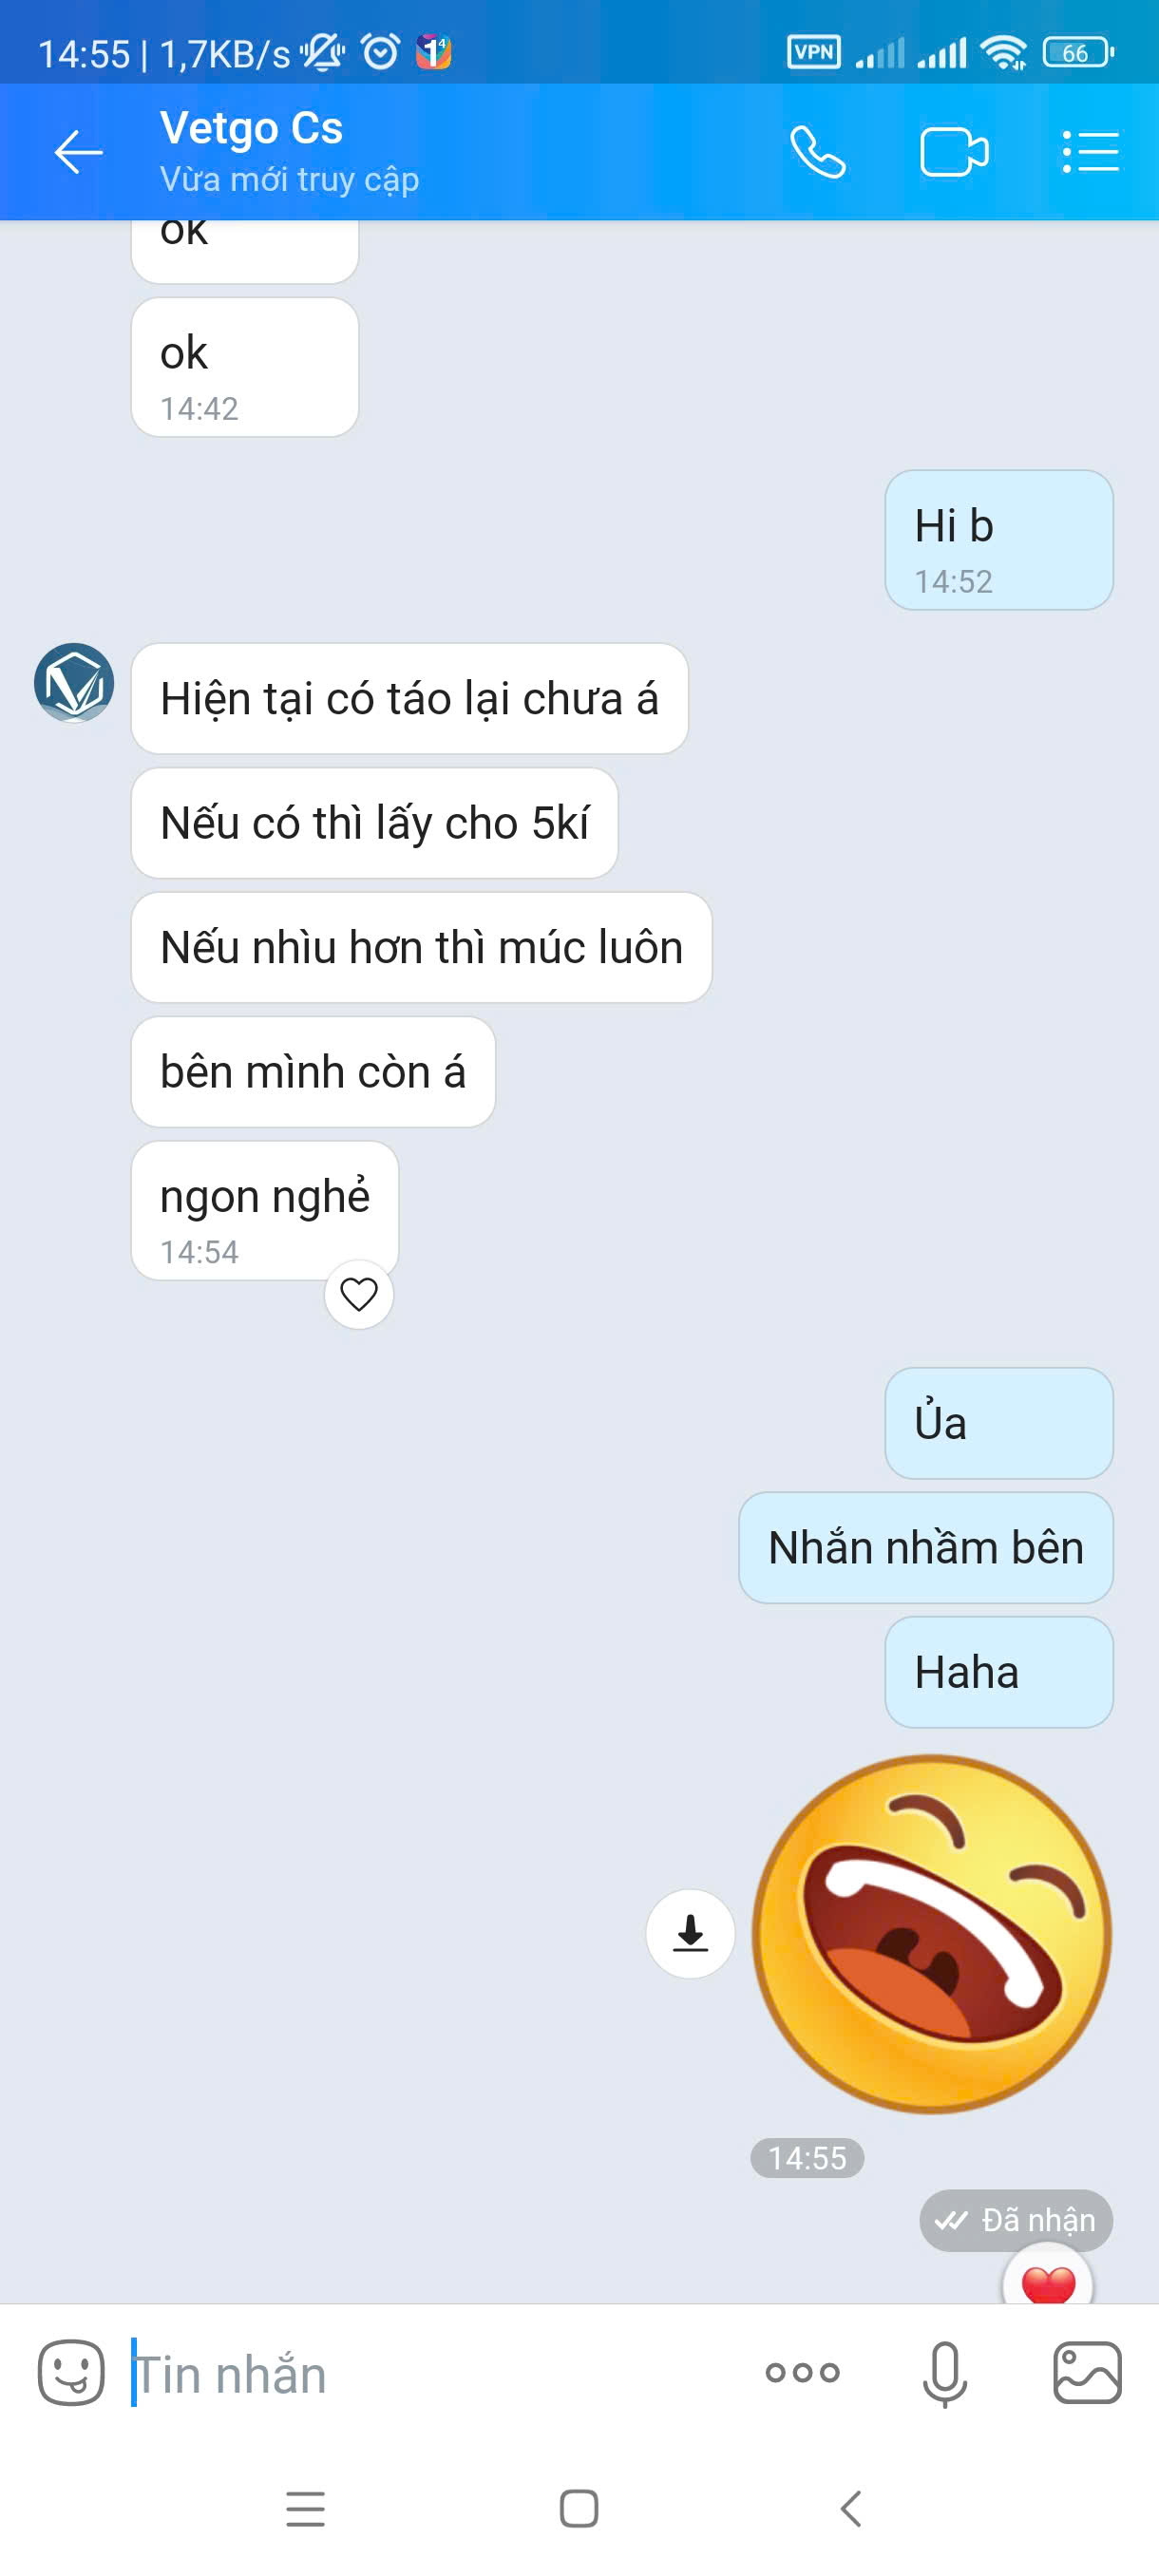 14:55 | 1,7KB/s
VPN
66
Vetgo Cs
Vừa mới truy cập
ok
ok
14:42
Hi b
14:52
Hiện tại có táo lại chưa á
Nếu có thì lấy cho 5kí
Nếu nhìu hơn thì múc luôn
bên mình còn á
ngon nghẻ
14:54
Ủa
Nhắn nhầm bên
Haha
14:55
Đã nhận
Tin nhắn